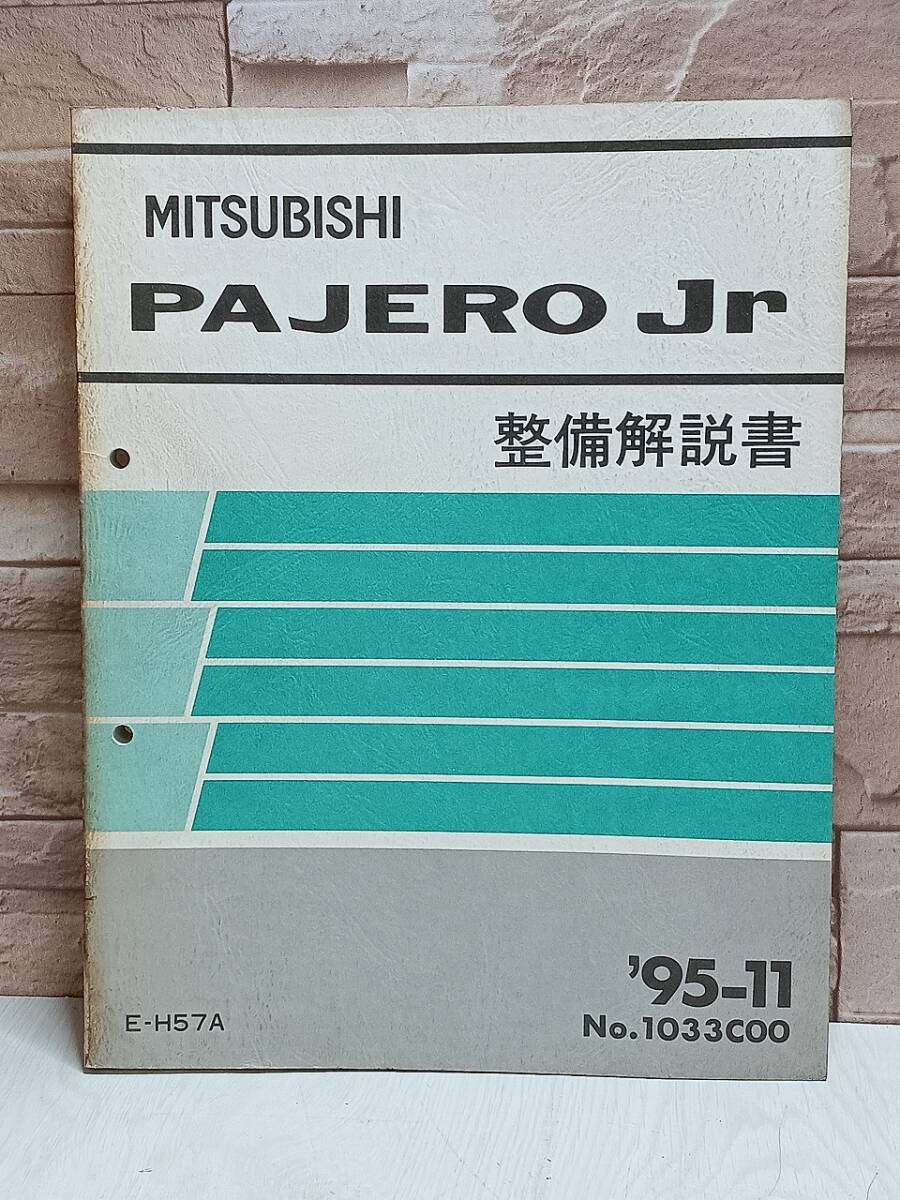 MITSUBISHI
PAJERO Jr
整備解説書
'95-11
E-H57A
No.1033C00